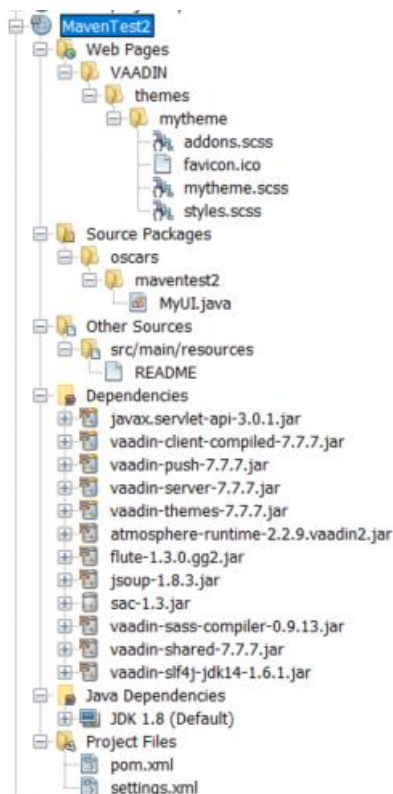 MavenTest2
Web Pages
VAADIN
themes
mytheme
addons.scss
favicon.ico
mytheme.scss
styles.scss
Source Packages
oscars
maventest2
MyUI.java
Other Sources
src/main/resources
README
Dependencies
javax.servlet-api-3.0.1.jar
vaadin-client-compiled-7.7.7.jar
vaadin-push-7.7.7.jar
vaadin-server-7.7.7.jar
vaadin-themes-7.7.7.jar
atmosphere-runtime-2.2.9.vaadin2.jar
flute-1.3.0.gg2.jar
jsoup-1.8.3.jar
sac-1.3.jar
vaadin-sass-compiler-0.9.13.jar
vaadin-shared-7.7.7.jar
vaadin-slf4j-jdk14-1.6.1.jar
Java Dependencies
JDK 1.8 (Default)
Project Files
pom.xml
settings.xml